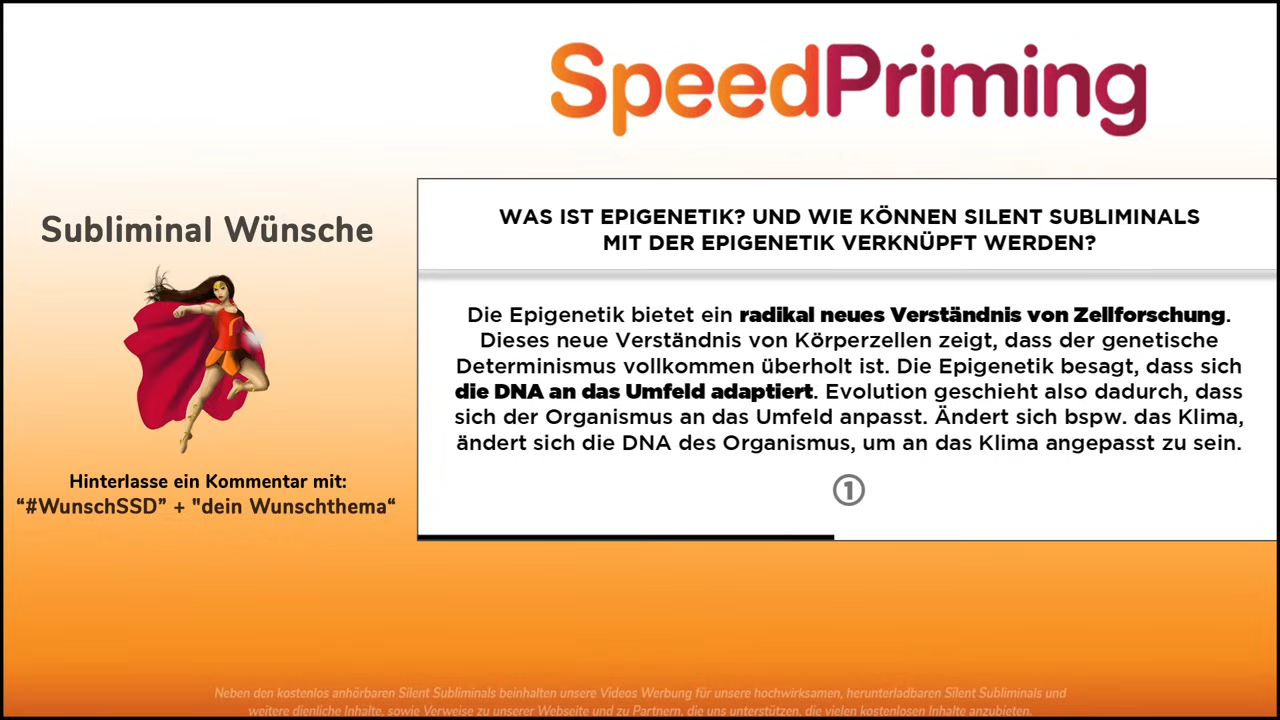 SpeedPriming
Subliminal Wünsche
Hinterlasse ein Kommentar mit:
“#WunschSSD” + "dein Wunschthema“
WAS IST EPIGENETIK? UND WIE KÖNNEN SILENT SUBLIMINALS
MIT DER EPIGENETIK VERKNÜPFT WERDEN?
Die Epigenetik bietet ein radikal neues Verständnis von Zellforschung.
Dieses neue Verständnis von Körperzellen zeigt, dass der genetische
Determinismus vollkommen überholt ist. Die Epigenetik besagt, dass sich
die DNA an das Umfeld adaptiert. Evolution geschieht also dadurch, dass
sich der Organismus an das Umfeld anpasst. Ändert sich bspw. das Klima,
ändert sich die DNA des Organismus, um an das Klima angepasst zu sein.
①
Neben den kostenlos anhörbaren Silent Subliminals beinhalten unsere Videos Werbung für unsere hochwirksamen, herunterladbaren Silent Subliminals und
weitere dienliche Inhalte, sowie Verweise zu unserer Webseite und zu Partnern, die uns unterstützen, die vielen kostenlosen Inhalte anzubieten.